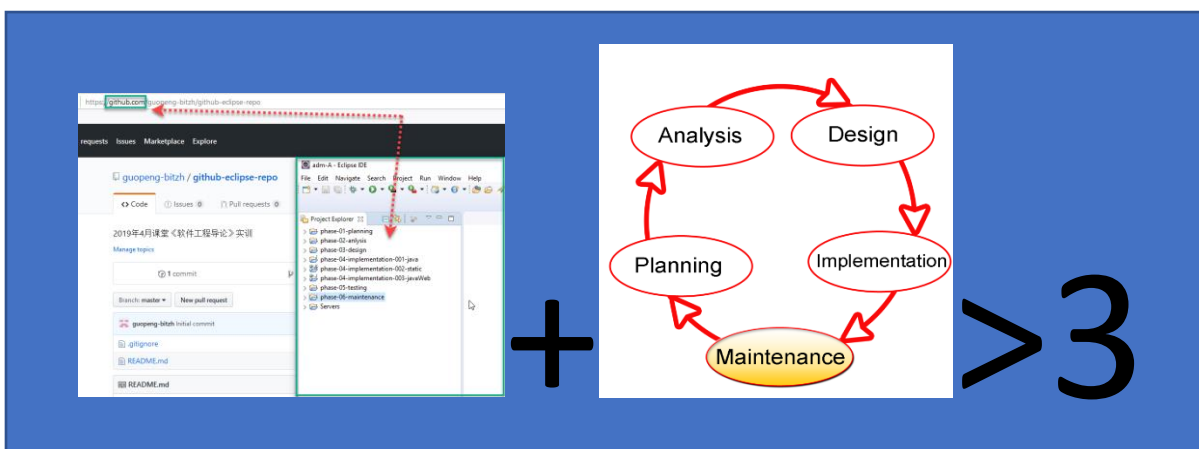 https://github.com/guopeng-bitzh/github-eclipse-repo
requests Issues Marketplace Explore
guopeng-bitzh / github-eclipse-repo
Code Issues 0 Pull requests 0
2019年4月课堂《软件工程导论》实训
Manage topics
1 commit
Branch: master New pull request
guopeng-bitzh Initial commit
.gitignore
README.md
README.md
adm-A - Eclipse IDE
File Edit Navigate Search Project Run Window Help
Project Explorer
phase-01-planning
phase-02-anlysis
phase-03-design
phase-04-implementation-001-java
phase-04-implementation-002-static
phase-04-implementation-003-javaWeb
phase-05-testing
phase-06-maintenance
Servers
+
Analysis
Design
Planning
Implementation
Maintenance
>3